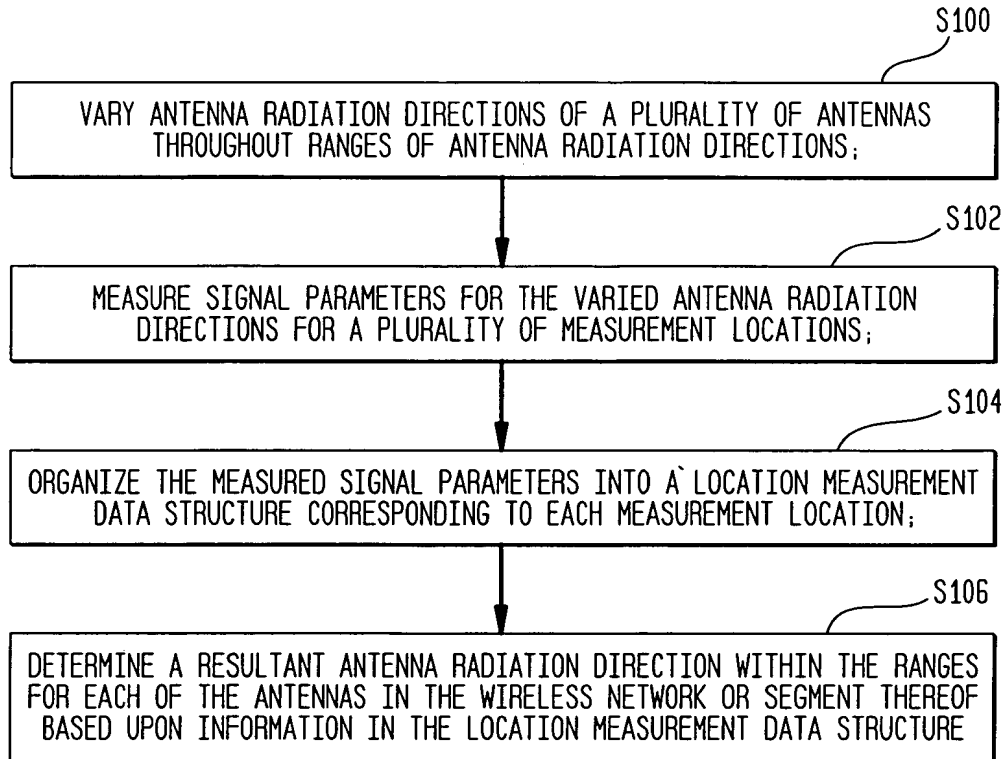 S100
VARY ANTENNA RADIATION DIRECTIONS OF A PLURALITY OF ANTENNAS
THROUGHOUT RANGES OF ANTENNA RADIATION DIRECTIONS;
S102
MEASURE SIGNAL PARAMETERS FOR THE VARIED ANTENNA RADIATION
DIRECTIONS FOR A PLURALITY OF MEASUREMENT LOCATIONS;
S104
ORGANIZE THE MEASURED SIGNAL PARAMETERS INTO A LOCATION MEASUREMENT
DATA STRUCTURE CORRESPONDING TO EACH MEASUREMENT LOCATION;
S106
DETERMINE A RESULTANT ANTENNA RADIATION DIRECTION WITHIN THE RANGES
FOR EACH OF THE ANTENNAS IN THE WIRELESS NETWORK OR SEGMENT THEREOF
BASED UPON INFORMATION IN THE LOCATION MEASUREMENT DATA STRUCTURE